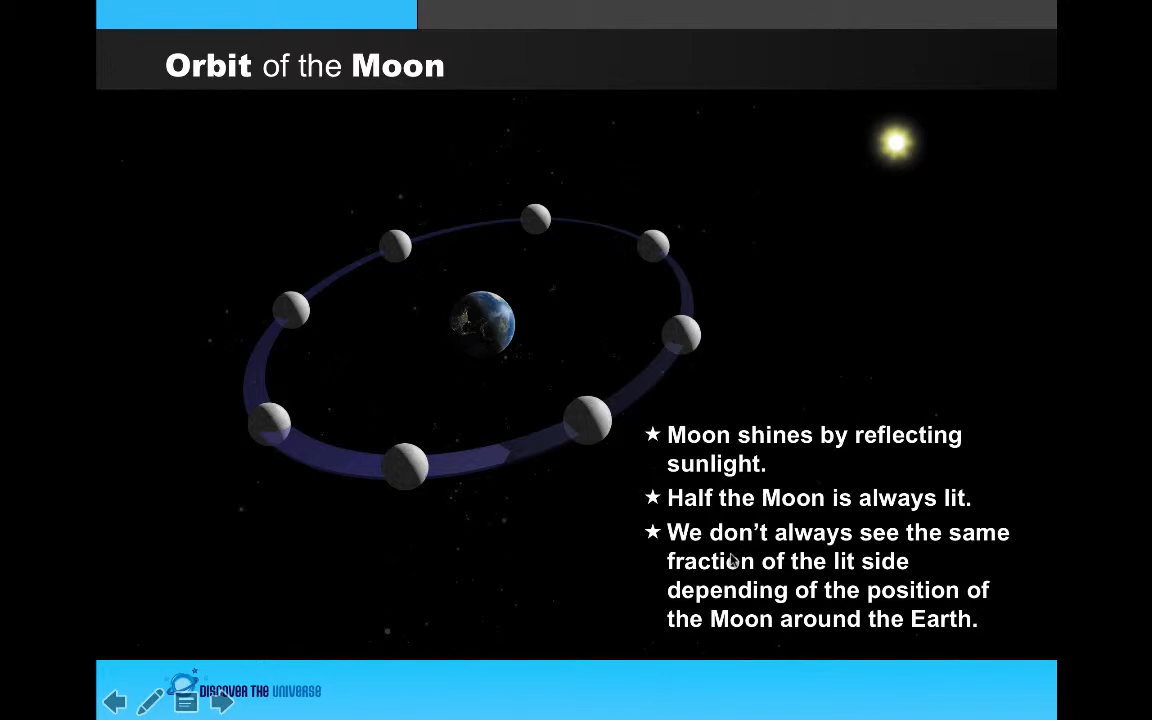 Orbit of the Moon
★ Moon shines by reflecting
sunlight.
★ Half the Moon is always lit.
★ We don’t always see the same
fraction of the lit side
depending of the position of
the Moon around the Earth.
DISCOVER THE UNIVERSE